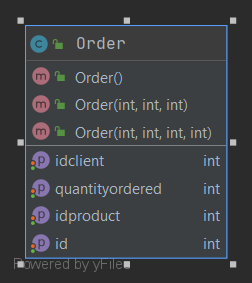 Order
Order()
Order(int, int, int)
Order(int, int, int, int)
idclient int
quantityordered int
idproduct int
id int
Powered by yFiles